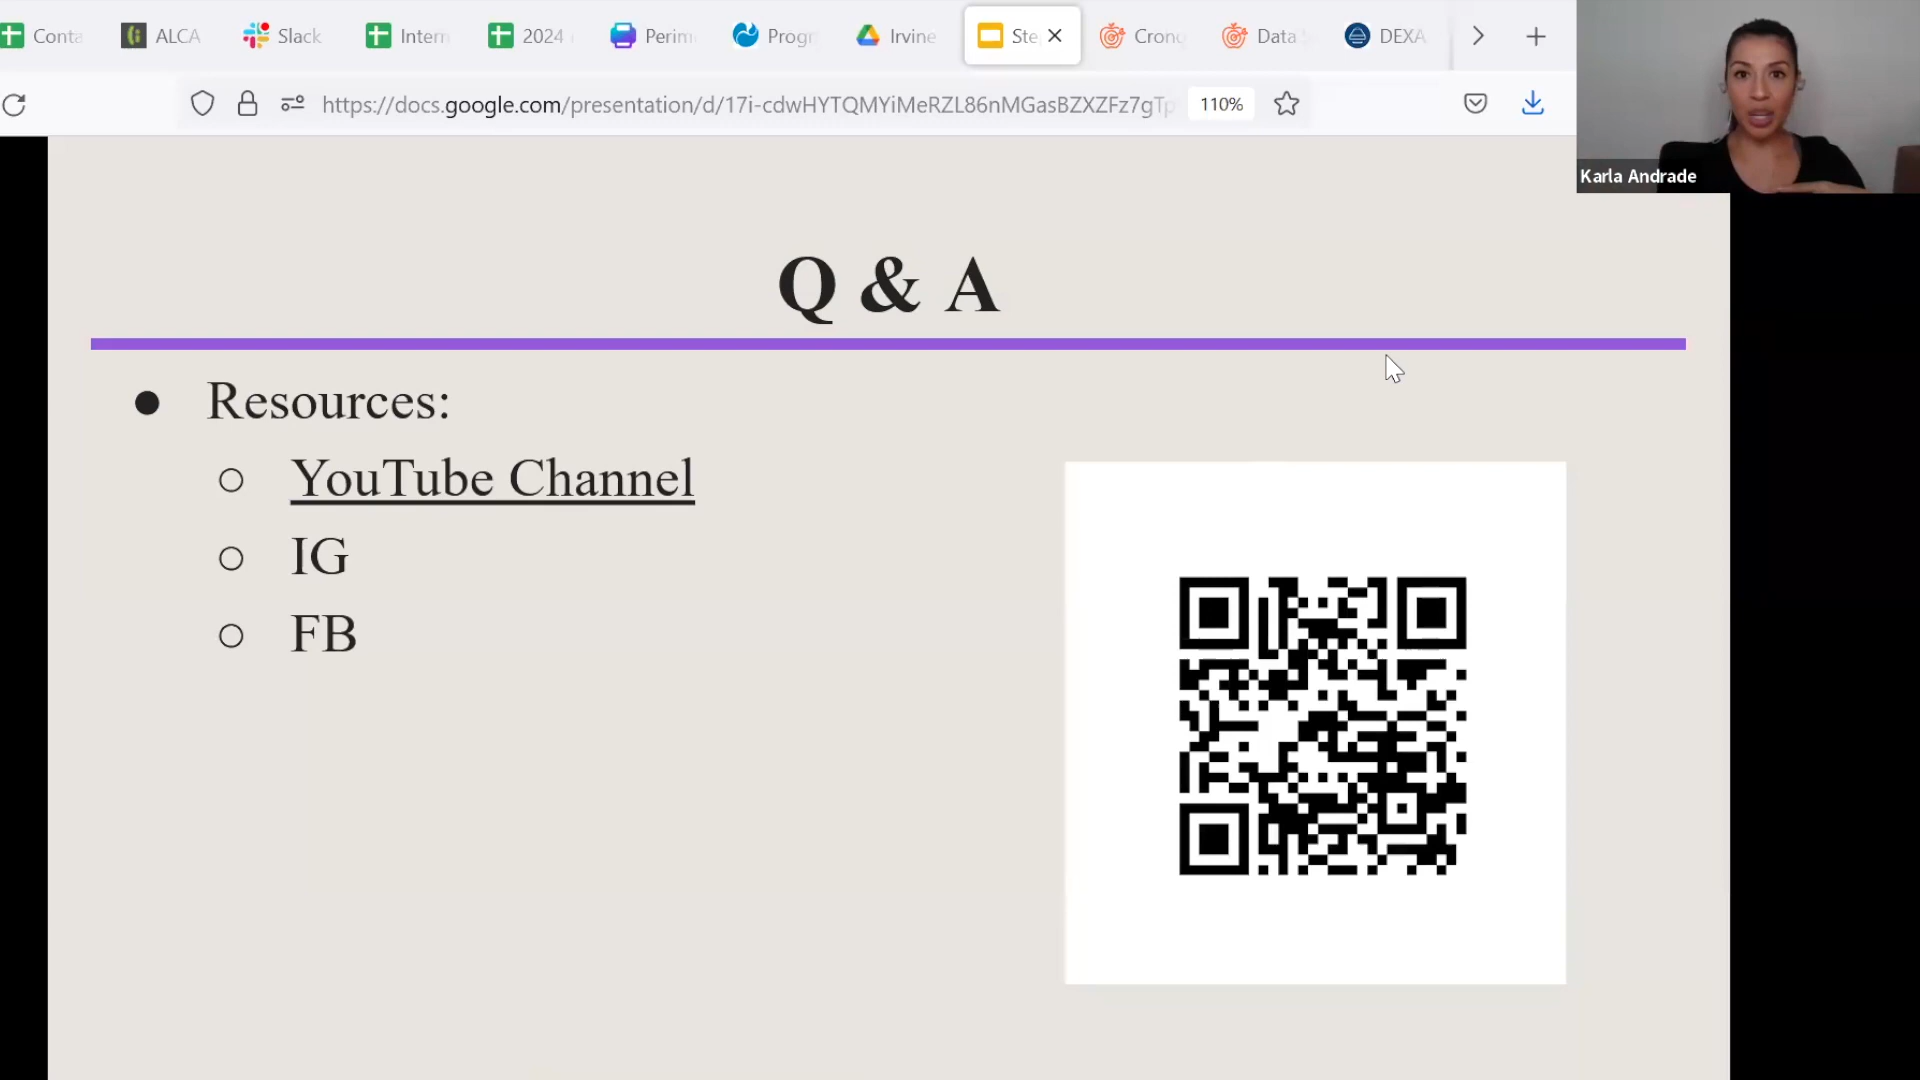 Conta
ALCA
Slack
Intern
2024
Perim
Progr
Irvine
Ste
Cron
Data
DEXA
https://docs.google.com/presentation/d/17i-cdwHYTQMYiMeRZL86nMGasBZXZFz7gTp
110%
Karla Andrade
Q & A
Resources:
YouTube Channel
IG
FB